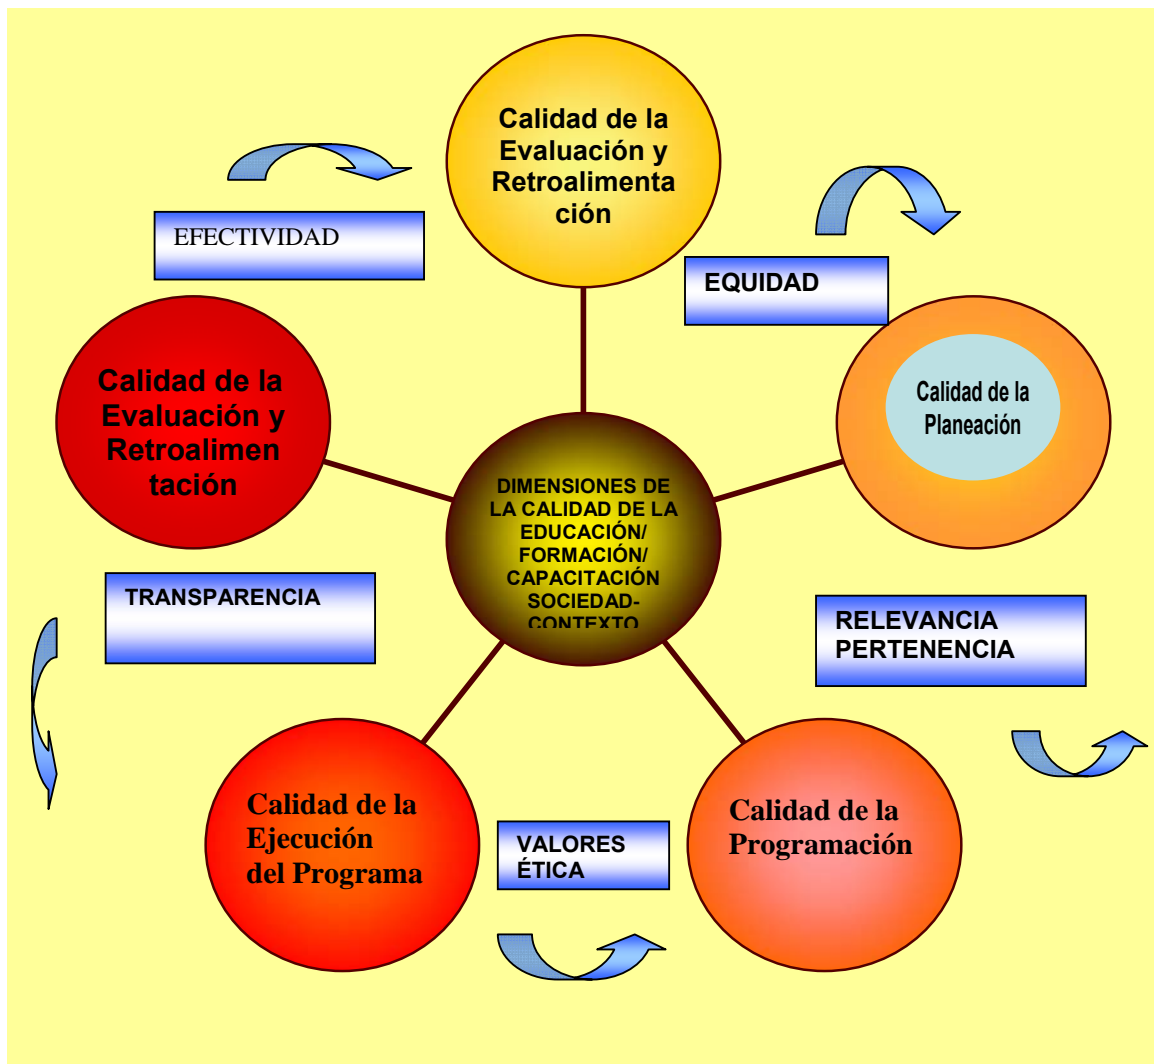 Calidad de la
Evaluación y
Retroalimenta
ción
EFECTIVIDAD
EQUIDAD
Calidad de la
Evaluación y
Retroalimen
tación
Calidad de la
Planeación
DIMENSIONES DE
LA CALIDAD DE LA
EDUCACIÓN/
FORMACIÓN/
CAPACITACIÓN
SOCIEDAD-
CONTEXTO
TRANSPARENCIA
RELEVANCIA
PERTENENCIA
Calidad de la
Ejecución
del Programa
VALORES
ÉTICA
Calidad de la
Programación